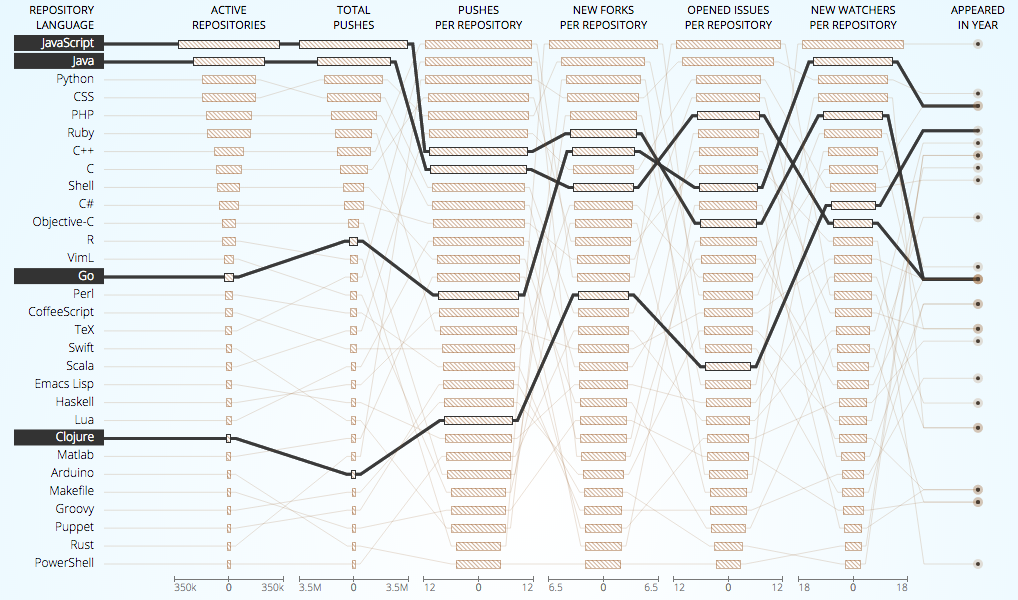 REPOSITORY LANGUAGE
ACTIVE REPOSITORIES
TOTAL PUSHES
PUSHES PER REPOSITORY
NEW FORKS PER REPOSITORY
OPENED ISSUES PER REPOSITORY
NEW WATCHERS PER REPOSITORY
APPEARED IN YEAR
JavaScript
Java
Python
CSS
PHP
Ruby
C++
C
Shell
C#
Objective-C
R
VimL
Go
Perl
CoffeeScript
TeX
Swift
Scala
Emacs Lisp
Haskell
Lua
Clojure
Matlab
Arduino
Makefile
Groovy
Puppet
Rust
PowerShell
350k 0 350k 3.5M 0 3.5M 12 0 12 6.5 0 6.5 12 0 12 18 0 18